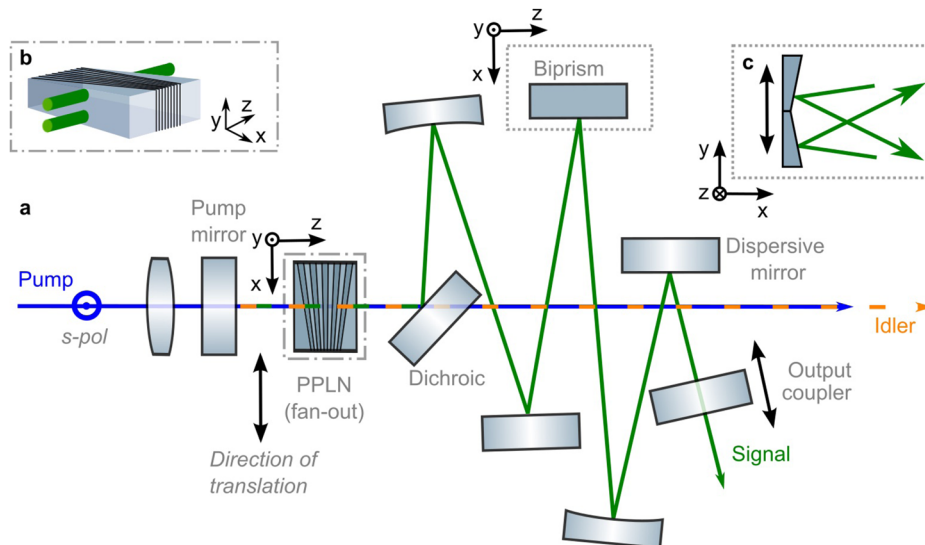 b
y
z
x
y
z
x
Biprism
c
y
z
x
a
Pump
mirror
y
z
x
Pump
s-pol
PPLN
(fan-out)
Dichroic
Dispersive
mirror
Idler
Output
coupler
Signal
Direction of
translation